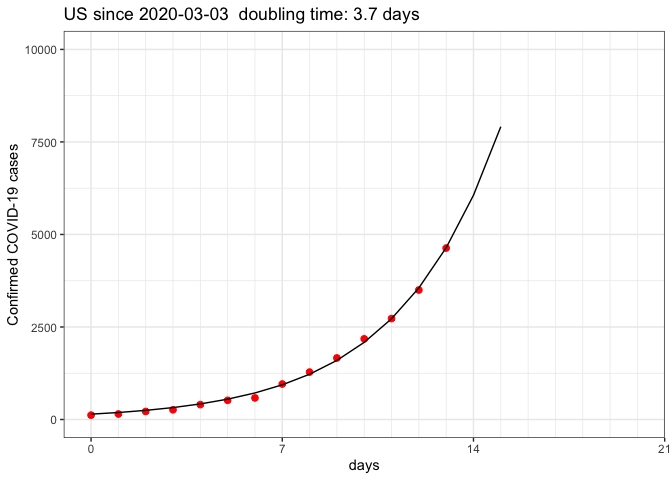 US since 2020-03-03  doubling time: 3.7 days
10000
7500
5000
2500
0
Confirmed COVID-19 cases
0 7 14 21
days